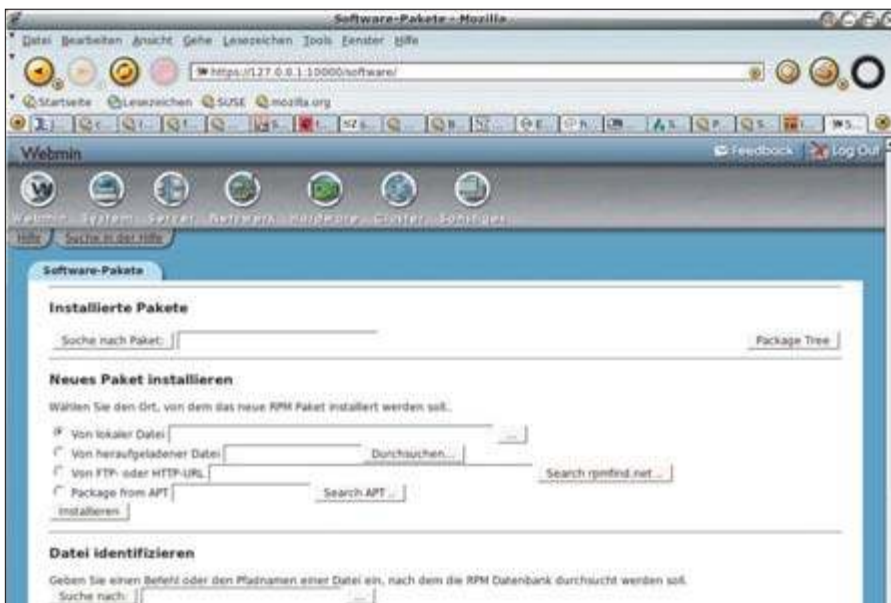 Software-Pakete - Mozilla
Datei Bearbeiten Ansicht Gehe Lesezeichen Tools Fenster Hilfe
https://127.0.0.1:10000/software/
Startseite Lesezeichen SUSE mozilla.org
Webmin Feedback Log Out
Webmin System Server Netzwerk Hardware Cluster Sonstiges
Hilfe Suche in der Hilfe
Software-Pakete
Installierte Pakete
Suche nach Paket: Package Tree
Neues Paket installieren
Wählen Sie den Ort, von dem das neue RPM Paket installiert werden soll.
Von lokaler Datei ...
Von heraufgeladener Datei Durchsuchen...
Von FTP- oder HTTP-URL Search rpmfind.net ...
Package from APT Search APT ...
Installieren
Datei identifizieren
Geben Sie einen Befehl oder den Pfadnamen einer Datei ein, nach dem die RPM Datenbank durchsucht werden soll.
Suche nach: ...